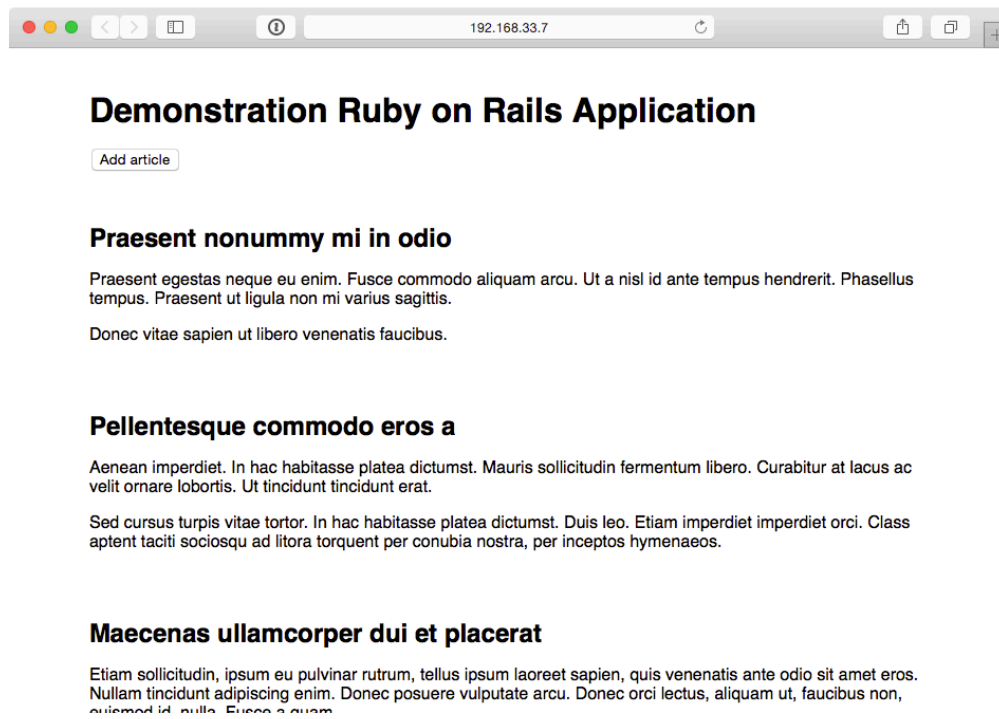 192.168.33.7
Demonstration Ruby on Rails Application
Add article
Praesent nonummy mi in odio
Praesent egestas neque eu enim. Fusce commodo aliquam arcu. Ut a nisl id ante tempus hendrerit. Phasellus
tempus. Praesent ut ligula non mi varius sagittis.
Donec vitae sapien ut libero venenatis faucibus.
Pellentesque commodo eros a
Aenean imperdiet. In hac habitasse platea dictumst. Mauris sollicitudin fermentum libero. Curabitur at lacus ac
velit ornare lobortis. Ut tincidunt tincidunt erat.
Sed cursus turpis vitae tortor. In hac habitasse platea dictumst. Duis leo. Etiam imperdiet imperdiet orci. Class
aptent taciti sociosqu ad litora torquent per conubia nostra, per inceptos hymenaeos.
Maecenas ullamcorper dui et placerat
Etiam sollicitudin, ipsum eu pulvinar rutrum, tellus ipsum laoreet sapien, quis venenatis ante odio sit amet eros.
Nullam tincidunt adipiscing enim. Donec posuere vulputate arcu. Donec orci lectus, aliquam ut, faucibus non,
euismod id, nulla. Fusce a quam